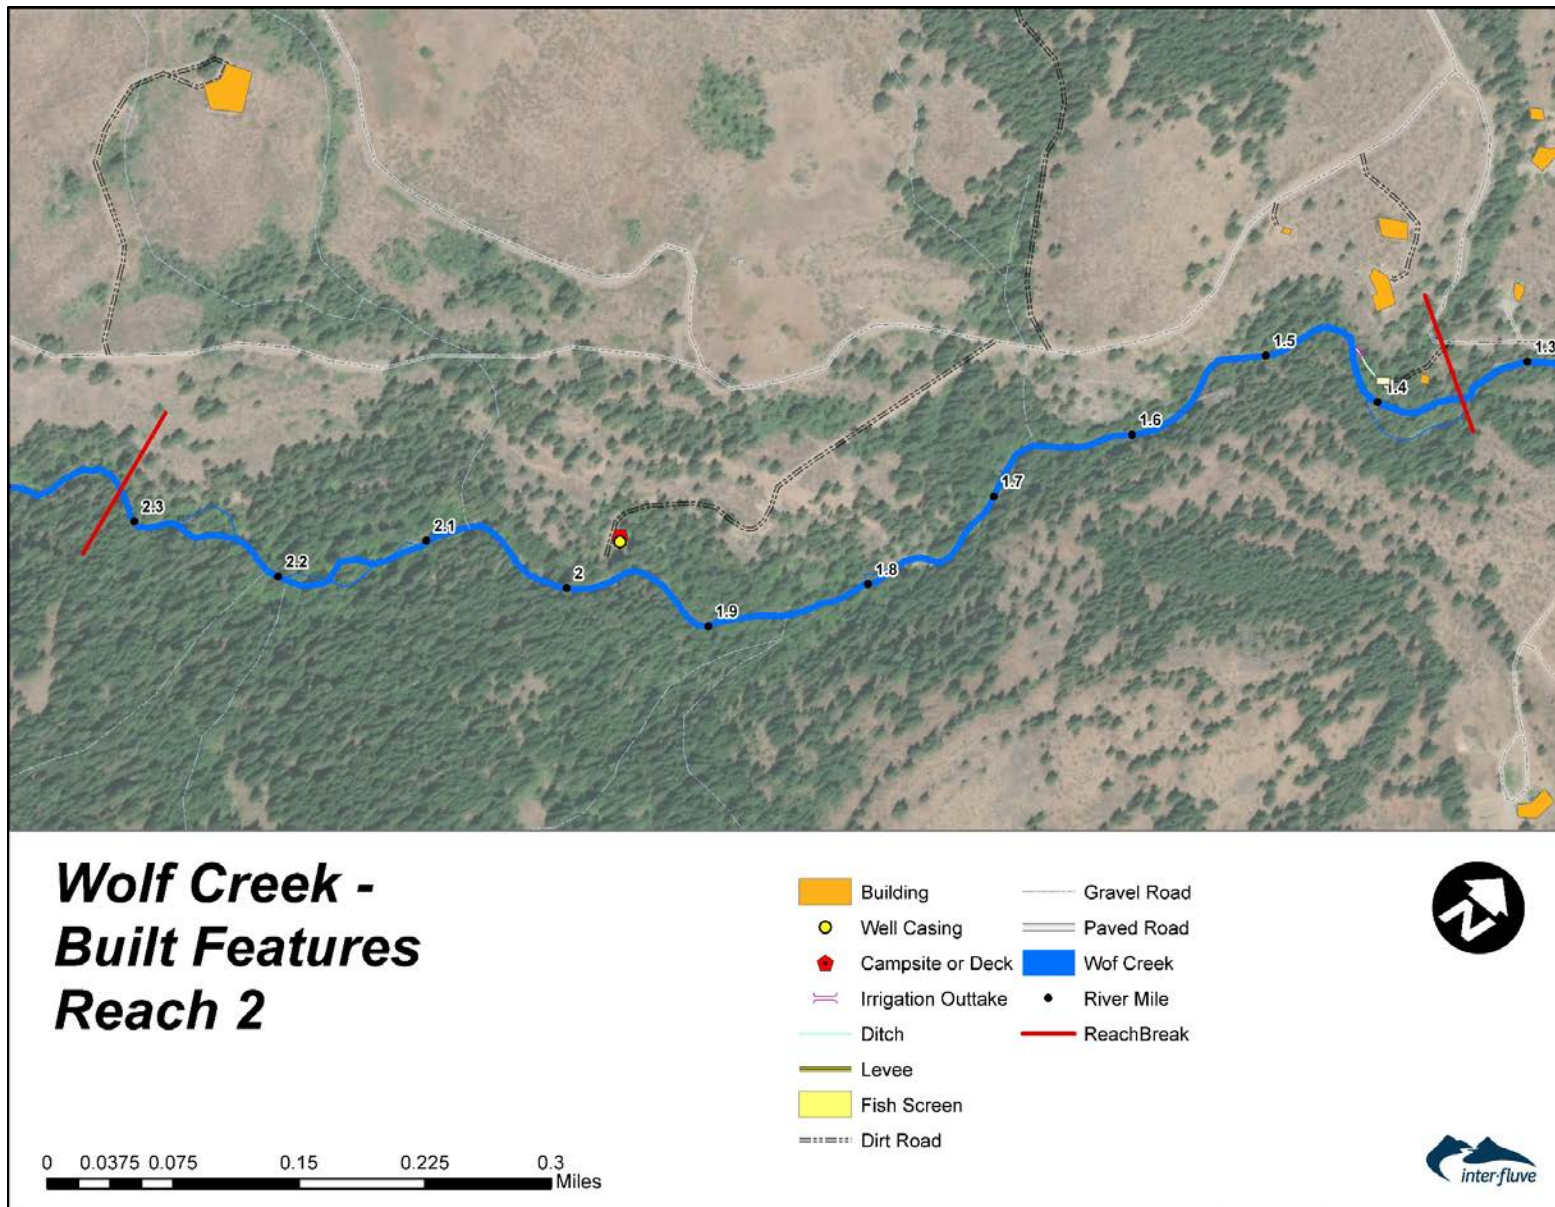 1.3
1.5
1.4
1.6
1.7
2.3
2.1
2.2
2
1.8
1.9
Wolf Creek -
Built Features
Reach 2
Building
Well Casing
Campsite or Deck
Irrigation Outtake
Ditch
Levee
Fish Screen
Dirt Road
Gravel Road
Paved Road
Wof Creek
River Mile
ReachBreak
N
0 0.0375 0.075 0.15 0.225 0.3
Miles
inter-fluve